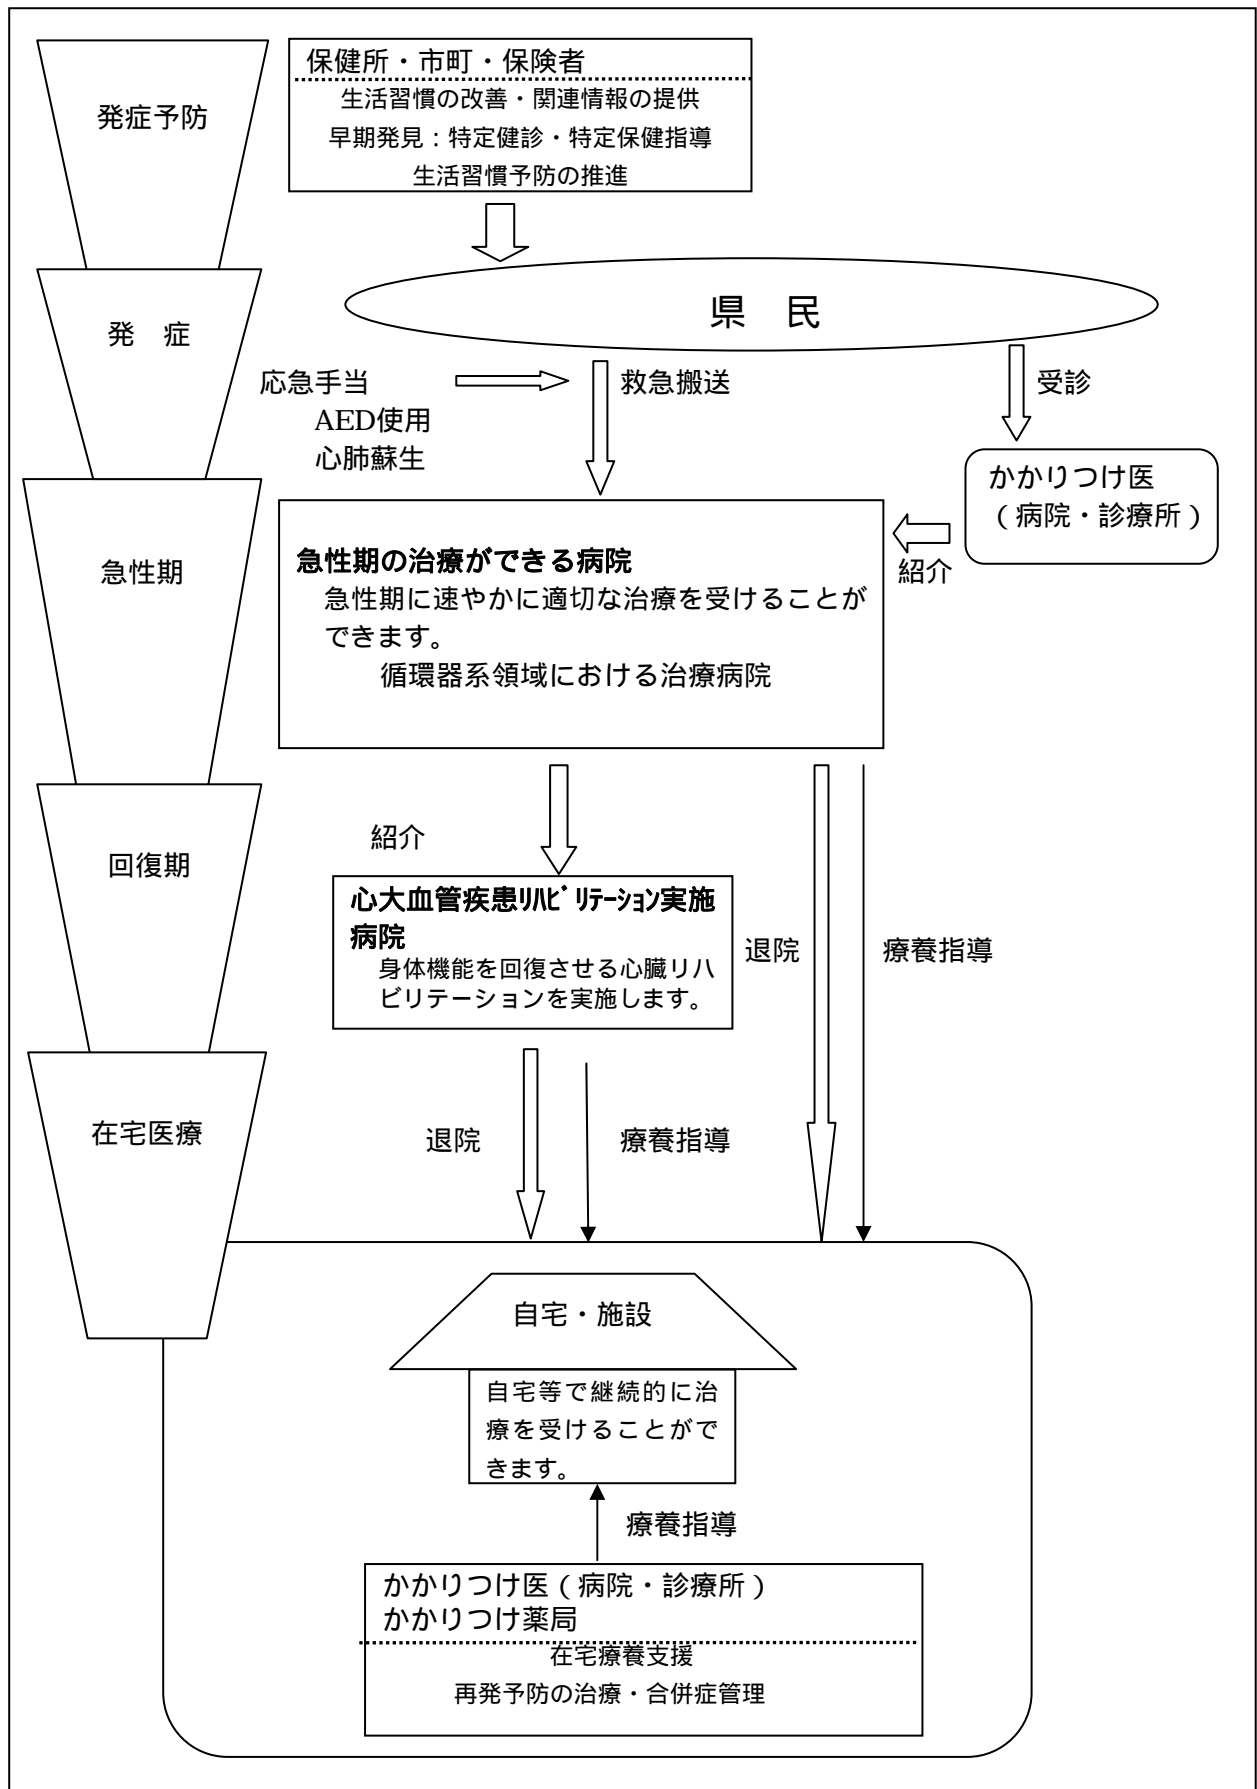 発症予防
保健所・市町・保険者
生活習慣の改善・関連情報の提供
早期発見：特定健診・特定保健指導
生活習慣予防の推進
発　症
県　民
応急手当
AED使用
心肺蘇生
救急搬送
受診
かかりつけ医
（病院・診療所）
紹介
急性期
急性期の治療ができる病院
急性期に速やかに適切な治療を受けることが
できます。
循環器系領域における治療病院
回復期
紹介
心大血管疾患ﾘﾊﾋﾞﾘﾃｰｼｮﾝ実施
病院
身体機能を回復させる心臓リハ
ビリテーションを実施します。
退院
療養指導
在宅医療
退院
療養指導
自宅・施設
自宅等で継続的に治
療を受けることがで
きます。
療養指導
かかりつけ医（病院・診療所）
かかりつけ薬局
在宅療養支援
再発予防の治療・合併症管理